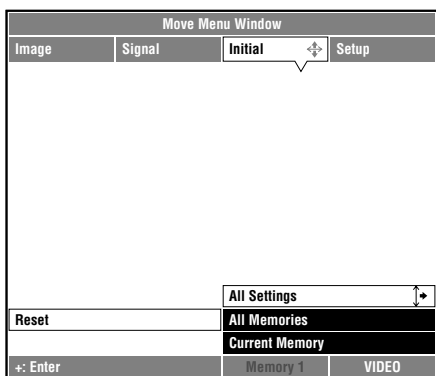 Move Menu Window
Image Signal Initial Setup
All Settings
Reset All Memories
Current Memory
+: Enter Memory 1 VIDEO